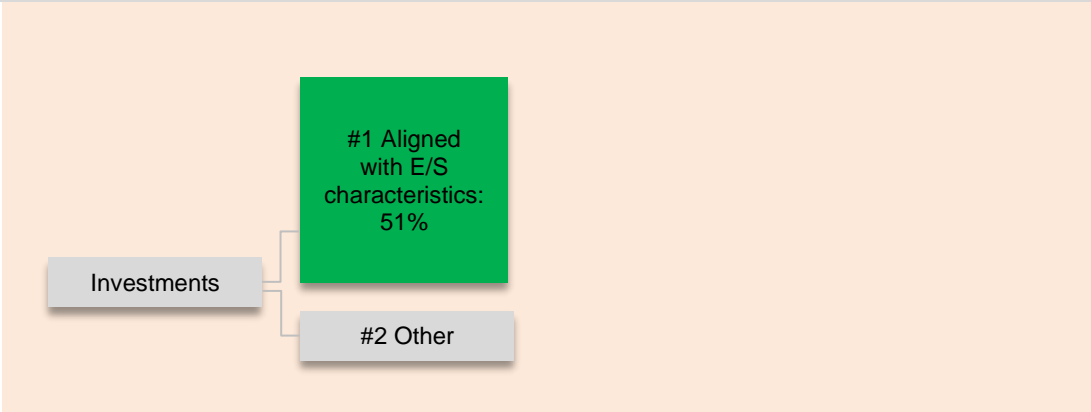 #1 Aligned
with E/S
characteristics:
51%
Investments
#2 Other